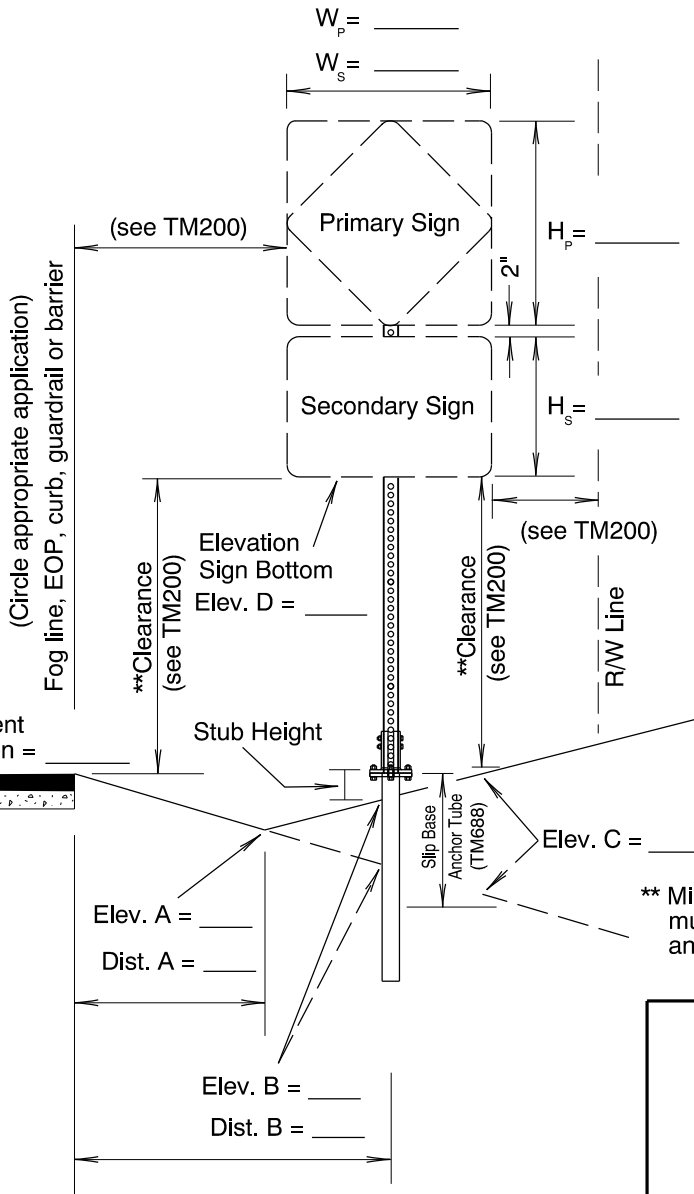 W_P= ______
W_S= ______
(see TM200)
Primary Sign
H_P= ______
2"
(Circle appropriate application)
Fog line, EOP, curb, guardrail or barrier
Secondary Sign
H_S= ______
(see TM200)
Elevation
Sign Bottom
Elev. D = ______
**Clearance
(see TM200)
**Clearance
(see TM200)
R/W Line
Stub Height
Slip Base
Anchor Tube
(TM688)
Elev. C = ____
Elev. A = ____
Dist. A = ____
Elev. B = ____
Dist. B = ____